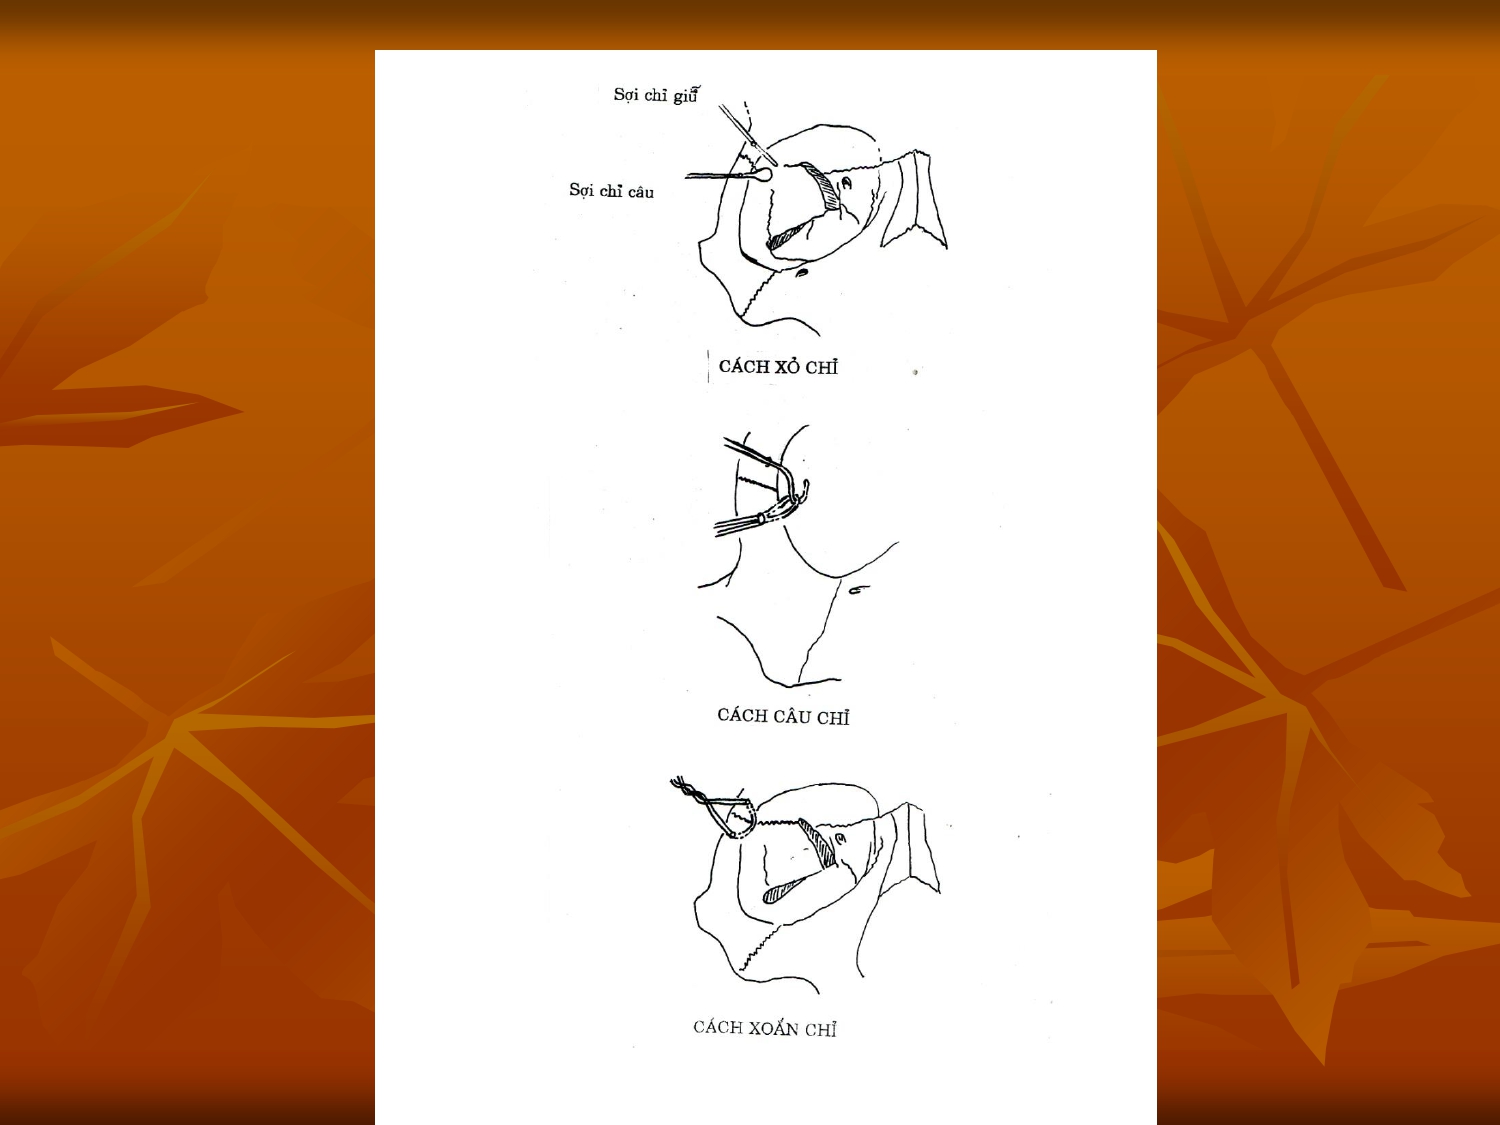 Sợi chỉ giữ
Sợi chỉ câu
CÁCH XỎ CHỈ
CÁCH CÂU CHỈ
CÁCH XOẮN CHỈ